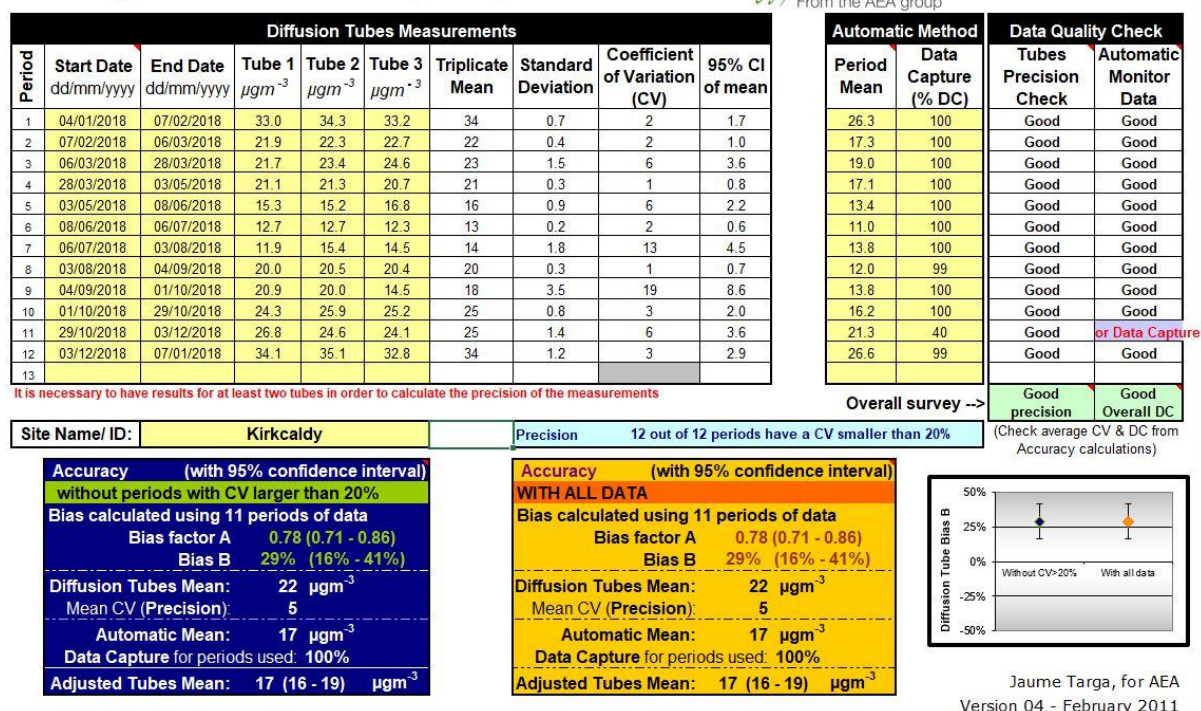 From the AEA group
Diffusion Tubes Measurements Automatic Method Data Quality Check
Period Start Date dd/mm/yyyy End Date dd/mm/yyyy Tube 1 µgm-3 Tube 2 µgm-3 Tube 3 µgm-3 Triplicate Mean Standard Deviation Coefficient of Variation (CV) 95% CI of mean Period Mean Data Capture (% DC) Tubes Precision Check Automatic Monitor Data
1 04/01/2018 07/02/2018 33.0 34.3 33.2 34 0.7 2 1.7 26.3 100 Good Good
2 07/02/2018 06/03/2018 21.9 22.3 22.7 22 0.4 2 1.0 17.3 100 Good Good
3 06/03/2018 28/03/2018 21.7 23.4 24.6 23 1.5 6 3.6 19.0 100 Good Good
4 28/03/2018 03/05/2018 21.1 21.3 20.7 21 0.3 1 0.8 17.1 100 Good Good
5 03/05/2018 08/06/2018 15.3 15.2 16.8 16 0.9 6 2.2 13.4 100 Good Good
6 08/06/2018 06/07/2018 12.7 12.7 12.3 13 0.2 2 0.6 11.0 100 Good Good
7 06/07/2018 03/08/2018 11.9 15.4 14.5 14 1.8 13 4.5 13.8 100 Good Good
8 03/08/2018 04/09/2018 20.0 20.5 20.4 20 0.3 1 0.7 12.0 99 Good Good
9 04/09/2018 01/10/2018 20.9 20.0 14.5 18 3.5 19 8.6 13.8 100 Good Good
10 01/10/2018 29/10/2018 24.3 25.9 25.2 25 0.8 3 2.0 16.2 100 Good Good
11 29/10/2018 03/12/2018 26.8 24.6 24.1 25 1.4 6 3.6 21.3 40 Good or Data Capture
12 03/12/2018 07/01/2018 34.1 35.1 32.8 34 1.2 3 2.9 26.6 99 Good Good
13
It is necessary to have results for at least two tubes in order to calculate the precision of the measurements
Overall survey --> Good precision Good Overall DC
Site Name/ ID: Kirkcaldy Precision 12 out of 12 periods have a CV smaller than 20%
(Check average CV & DC from
Accuracy calculations)
Accuracy (with 95% confidence interval)
without periods with CV larger than 20%
Bias calculated using 11 periods of data
Bias factor A 0.78 (0.71 - 0.86)
Bias B 29% (16% - 41%)
Diffusion Tubes Mean: 22 µgm-3
Mean CV (Precision): 5
Automatic Mean: 17 µgm-3
Data Capture for periods used: 100%
Adjusted Tubes Mean: 17 (16 - 19) µgm-3
Accuracy (with 95% confidence interval)
WITH ALL DATA
Bias calculated using 11 periods of data
Bias factor A 0.78 (0.71 - 0.86)
Bias B 29% (16% - 41%)
Diffusion Tubes Mean: 22 µgm-3
Mean CV (Precision): 5
Automatic Mean: 17 µgm-3
Data Capture for periods used: 100%
Adjusted Tubes Mean: 17 (16 - 19) µgm-3
Diffusion Tube Bias B
50%
25%
0%
-25%
-50%
Without CV>20% With all data
Jaume Targa, for AEA
Version 04 - February 2011